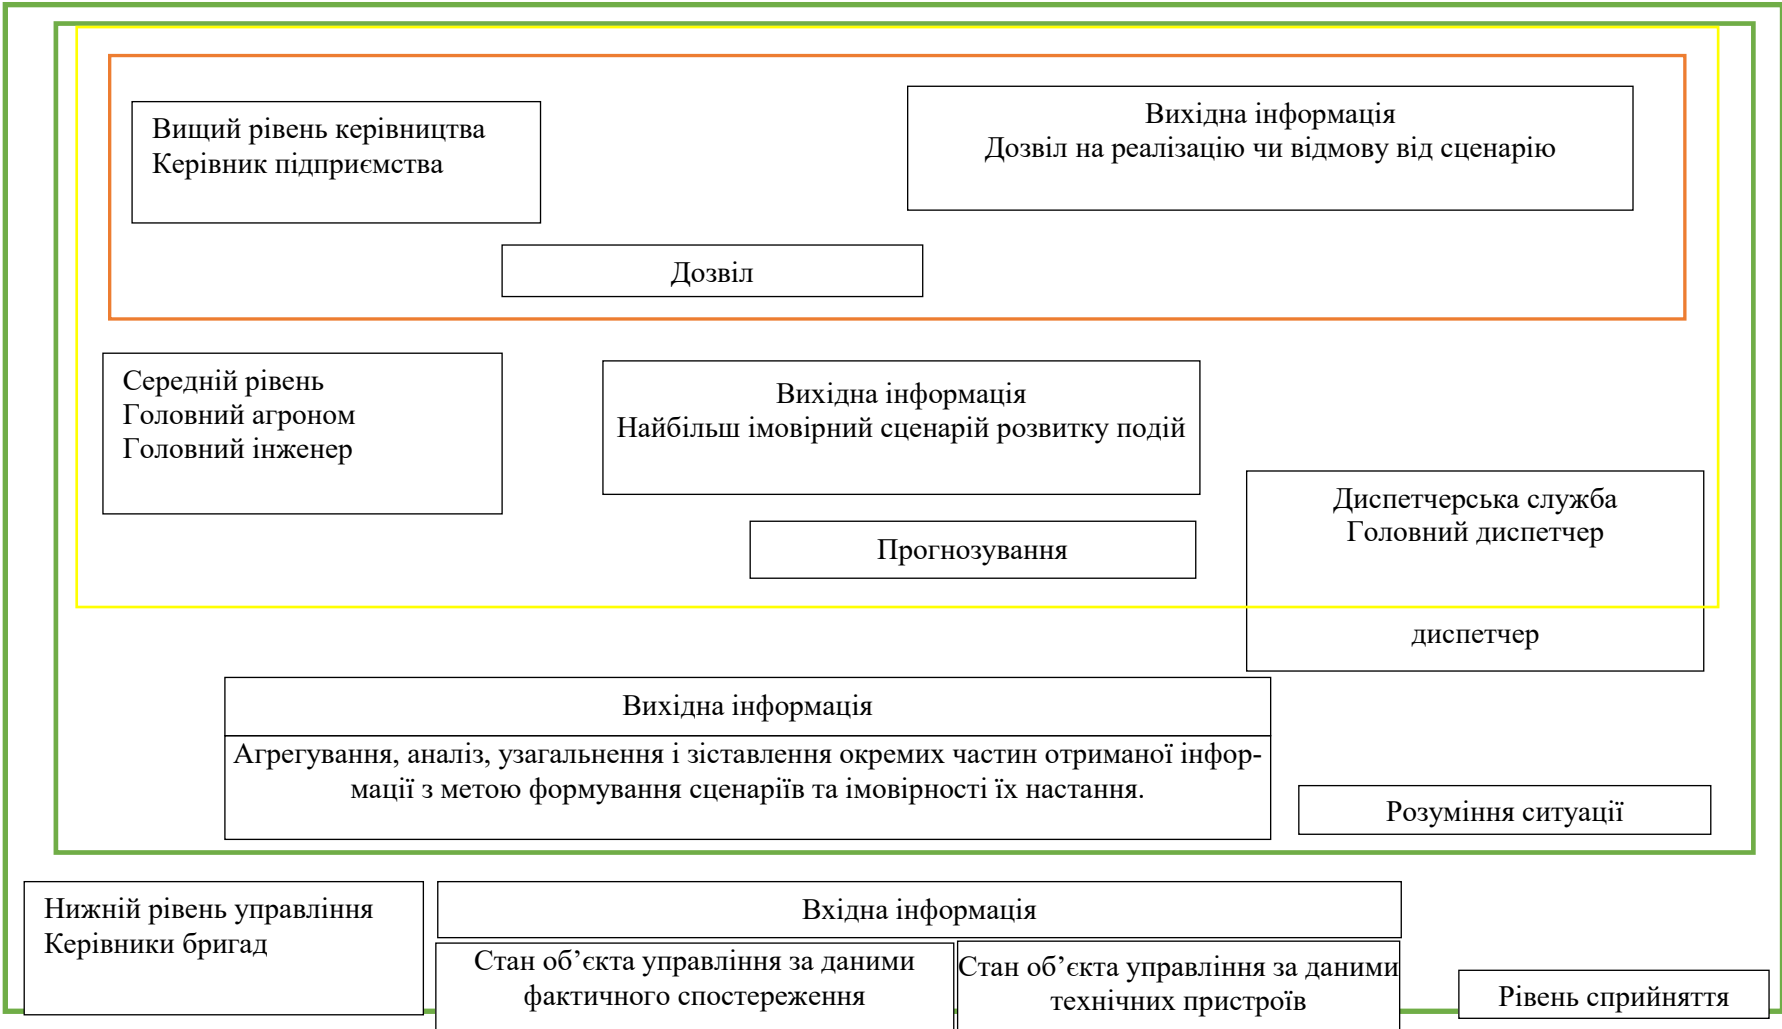 Вищий рівень керівництва
Керівник підприємства
Вихідна інформація
Дозвіл на реалізацію чи відмову від сценарію
Дозвіл
Середній рівень
Головний агроном
Головний інженер
Вихідна інформація
Найбільш імовірний сценарій розвитку подій
Диспетчерська служба
Головний диспетчер
диспетчер
Прогнозування
Вихідна інформація
Агрегування, аналіз, узагальнення і зіставлення окремих частин отриманої інфор-
мації з метою формування сценаріїв та імовірності їх настання.
Розуміння ситуації
Нижній рівень управління
Керівники бригад
Вхідна інформація
Стан об’єкта управління за даними
фактичного спостереження
Стан об’єкта управління за даними
технічних пристроїв
Рівень сприйняття